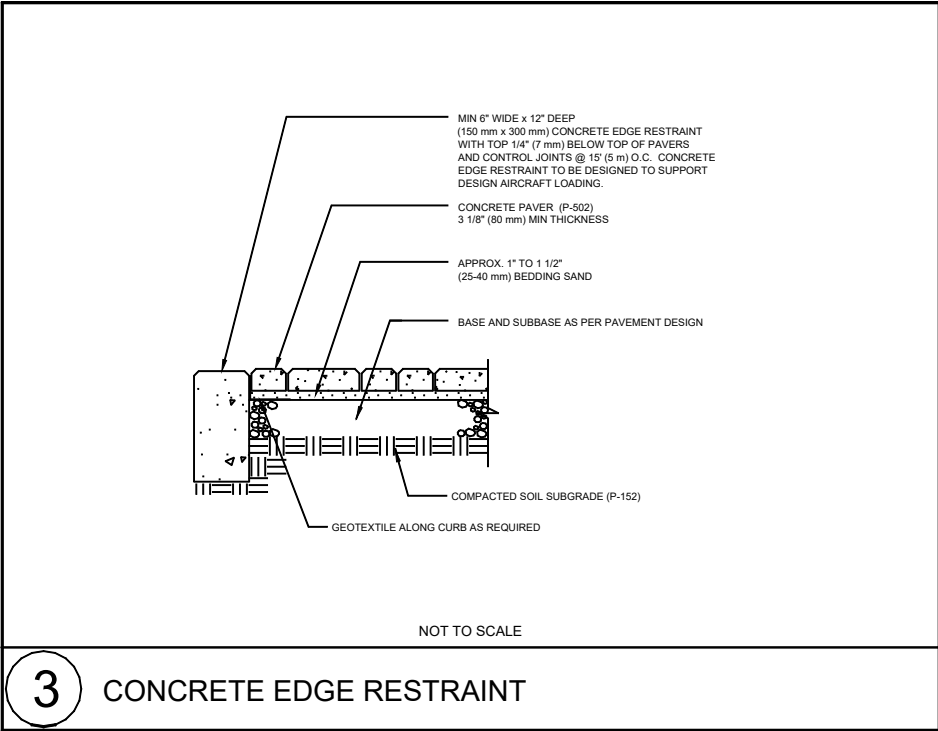 MIN 6" WIDE x 12" DEEP
(150 mm x 300 mm) CONCRETE EDGE RESTRAINT
WITH TOP 1/4" (7 mm) BELOW TOP OF PAVERS
AND CONTROL JOINTS @ 15' (5 m) O.C. CONCRETE
EDGE RESTRAINT TO BE DESIGNED TO SUPPORT
DESIGN AIRCRAFT LOADING.
CONCRETE PAVER (P-502)
3 1/8" (80 mm) MIN THICKNESS
APPROX. 1" TO 1 1/2"
(25-40 mm) BEDDING SAND
BASE AND SUBBASE AS PER PAVEMENT DESIGN
COMPACTED SOIL SUBGRADE (P-152)
GEOTEXTILE ALONG CURB AS REQUIRED
NOT TO SCALE
3 CONCRETE EDGE RESTRAINT